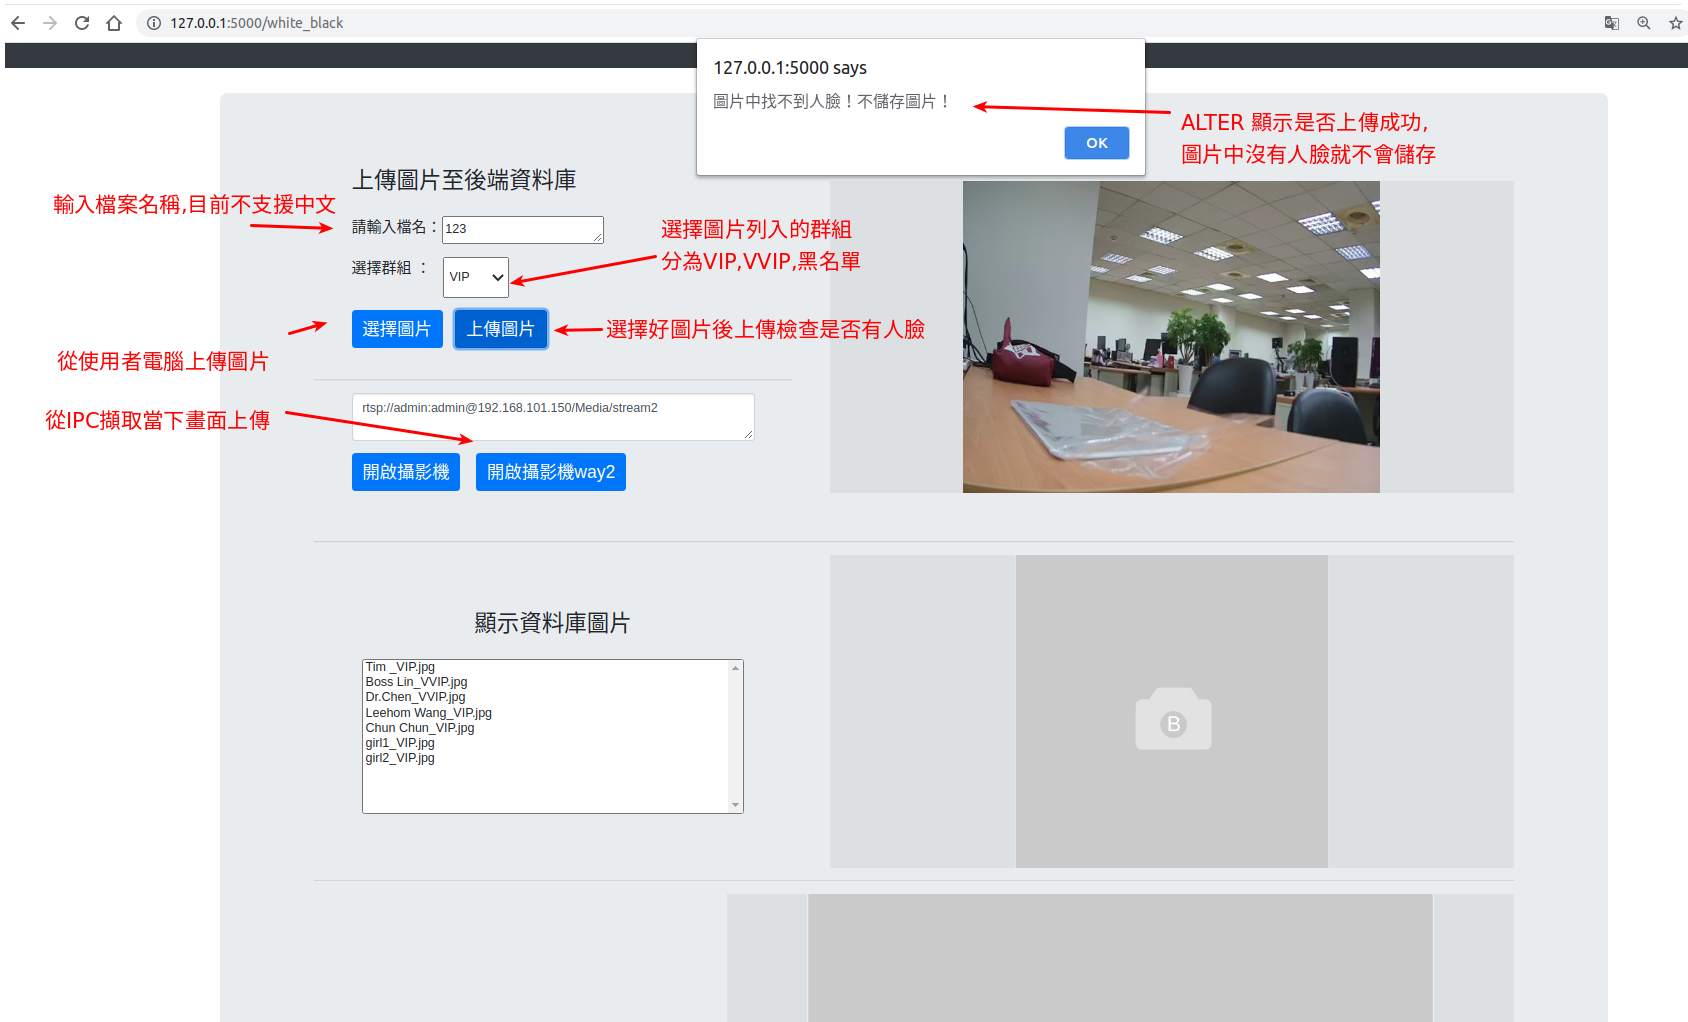 127.0.0.1:5000/white_black
127.0.0.1:5000 says
圖片中找不到人臉！不儲存圖片！
OK
ALTER 顯示是否上傳成功,
圖片中沒有人臉就不會儲存
上傳圖片至後端資料庫
輸入檔案名稱,目前不支援中文
請輸入檔名：
123
選擇圖片列入的群組
分為VIP,VVIP,黑名單
選擇群組 ：
VIP
選擇圖片
上傳圖片
選擇好圖片後上傳檢查是否有人臉
從使用者電腦上傳圖片
rtsp://admin:admin@192.168.101.150/Media/stream2
從IPC擷取當下畫面上傳
開啟攝影機
開啟攝影機way2
顯示資料庫圖片
Tim _VIP.jpg
Boss Lin_VVIP.jpg
Dr.Chen_VVIP.jpg
Leehom Wang_VIP.jpg
Chun Chun_VIP.jpg
girl1_VIP.jpg
girl2_VIP.jpg
B